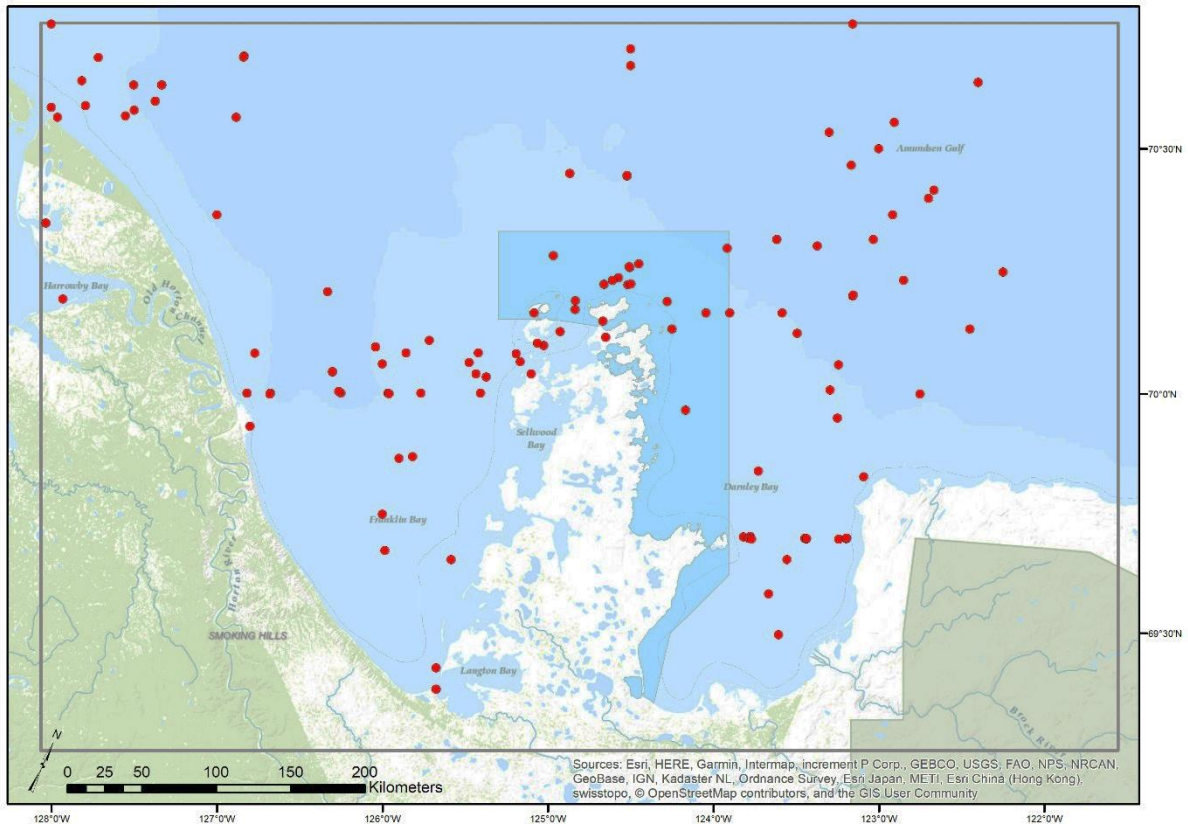 Amundsen Gulf
70°30'N
Harrowby Bay
Old Horton Channel
70°0'N
Sellwood Bay
Darnley Bay
Franklin Bay
Horton River
SMOKING HILLS
69°30'N
Langton Bay
Brock River
N
0 25 50 100 150 200
Kilometers
Sources: Esri, HERE, Garmin, Intermap, increment P Corp., GEBCO, USGS, FAO, NPS, NRCAN,
GeoBase, IGN, Kadaster NL, Ordnance Survey, Esri Japan, METI, Esri China (Hong Kong),
swisstopo, © OpenStreetMap contributors, and the GIS User Community
128°0'W 127°0'W 126°0'W 125°0'W 124°0'W 123°0'W 122°0'W